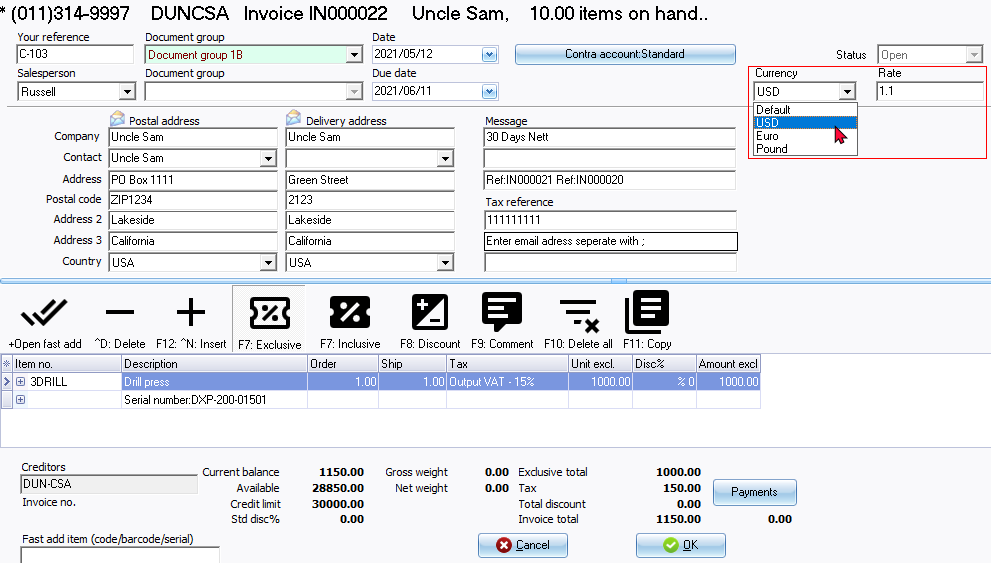 * (011)314-9997 DUNCSA Invoice IN000022 Uncle Sam, 10.00 items on hand..
Your reference Document group Date
C-103 Document group 1B 2021/05/12 Contra account:Standard Status Open
Salesperson Document group Due date Currency Rate
Russell 2021/06/11 USD 1.1
Default
USD
Euro
Pound
Postal address Delivery address Message
Company Uncle Sam Uncle Sam 30 Days Nett
Contact Uncle Sam
Address PO Box 1111 Green Street Ref:IN000021 Ref:IN000020
Postal code ZIP1234 2123 Tax reference
Address 2 Lakeside Lakeside 111111111
Address 3 California California Enter email adress seperate with ;
Country USA USA
+Open fast add ^D: Delete F12: ^N: Insert F7: Exclusive F7: Inclusive F8: Discount F9: Comment F10: Delete all F11: Copy
Item no. Description Order Ship Tax Unit excl. Disc% Amount excl
3DRILL Drill press 1.00 1.00 Output VAT - 15% 1000.00 % 0 1000.00
Serial number:DXP-200-01501
Creditors Current balance 1150.00 Gross weight 0.00 Exclusive total 1000.00
DUN-CSA Available 28850.00 Net weight 0.00 Tax 150.00 Payments
Invoice no. Credit limit 30000.00 Total discount 0.00
Std disc% 0.00 Invoice total 1150.00 0.00
Fast add item (code/barcode/serial) Cancel OK